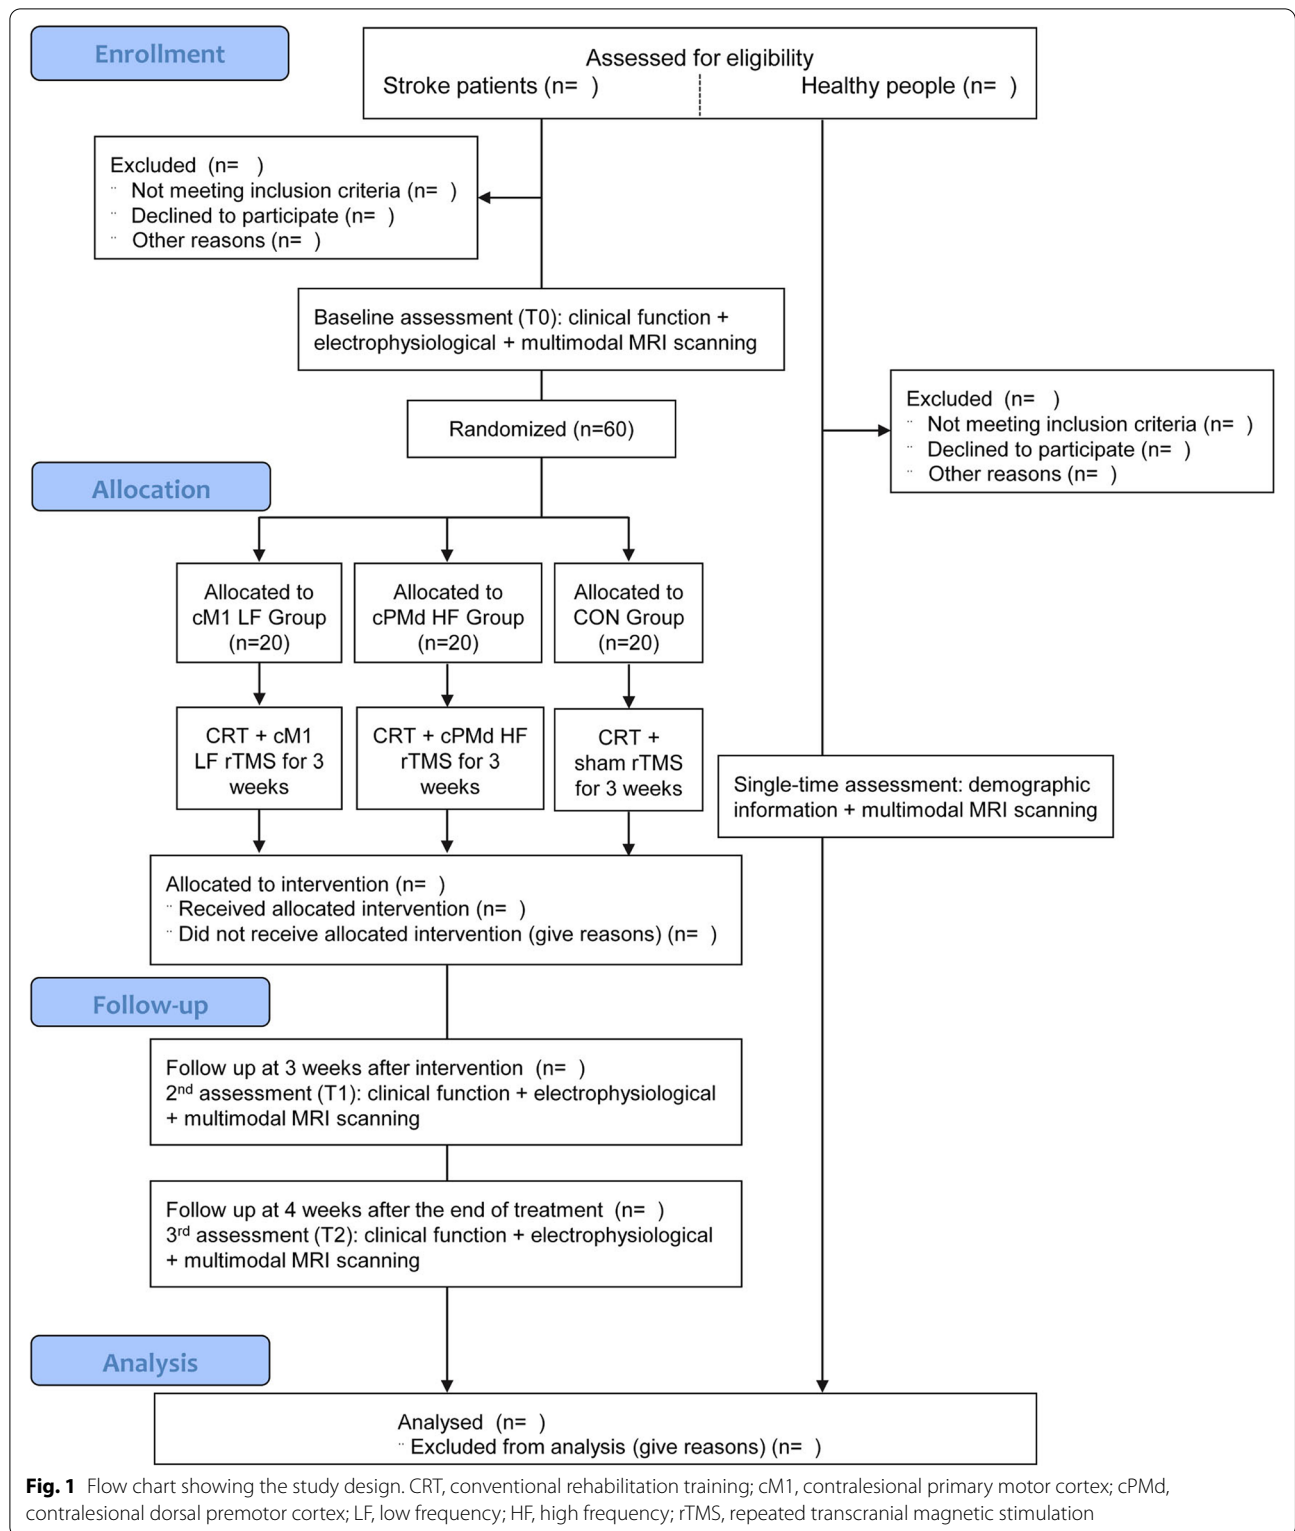 Enrollment
Assessed for eligibility
Stroke patients (n=  )
Healthy people (n=  )
Excluded (n=  )
¨ Not meeting inclusion criteria (n=  )
¨ Declined to participate (n=  )
¨ Other reasons (n=  )
Baseline assessment (T0): clinical function +
electrophysiological + multimodal MRI scanning
Excluded (n=  )
¨ Not meeting inclusion criteria (n=  )
¨ Declined to participate (n=  )
¨ Other reasons (n=  )
Randomized (n=60)
Allocation
Allocated to
cM1 LF Group
(n=20)
Allocated to
cPMd HF Group
(n=20)
Allocated to
CON Group
(n=20)
CRT + cM1
LF rTMS for 3
weeks
CRT + cPMd HF
rTMS for 3
weeks
CRT +
sham rTMS
for 3 weeks
Single-time assessment: demographic
information + multimodal MRI scanning
Allocated to intervention (n=  )
¨ Received allocated intervention (n=  )
¨ Did not receive allocated intervention (give reasons) (n=  )
Follow-up
Follow up at 3 weeks after intervention (n=  )
2nd assessment (T1): clinical function + electrophysiological
+ multimodal MRI scanning
Follow up at 4 weeks after the end of treatment (n=  )
3rd assessment (T2): clinical function + electrophysiological
+ multimodal MRI scanning
Analysis
Analysed (n=  )
¨ Excluded from analysis (give reasons) (n=  )
Fig. 1 Flow chart showing the study design. CRT, conventional rehabilitation training; cM1, contralesional primary motor cortex; cPMd,
contralesional dorsal premotor cortex; LF, low frequency; HF, high frequency; rTMS, repeated transcranial magnetic stimulation